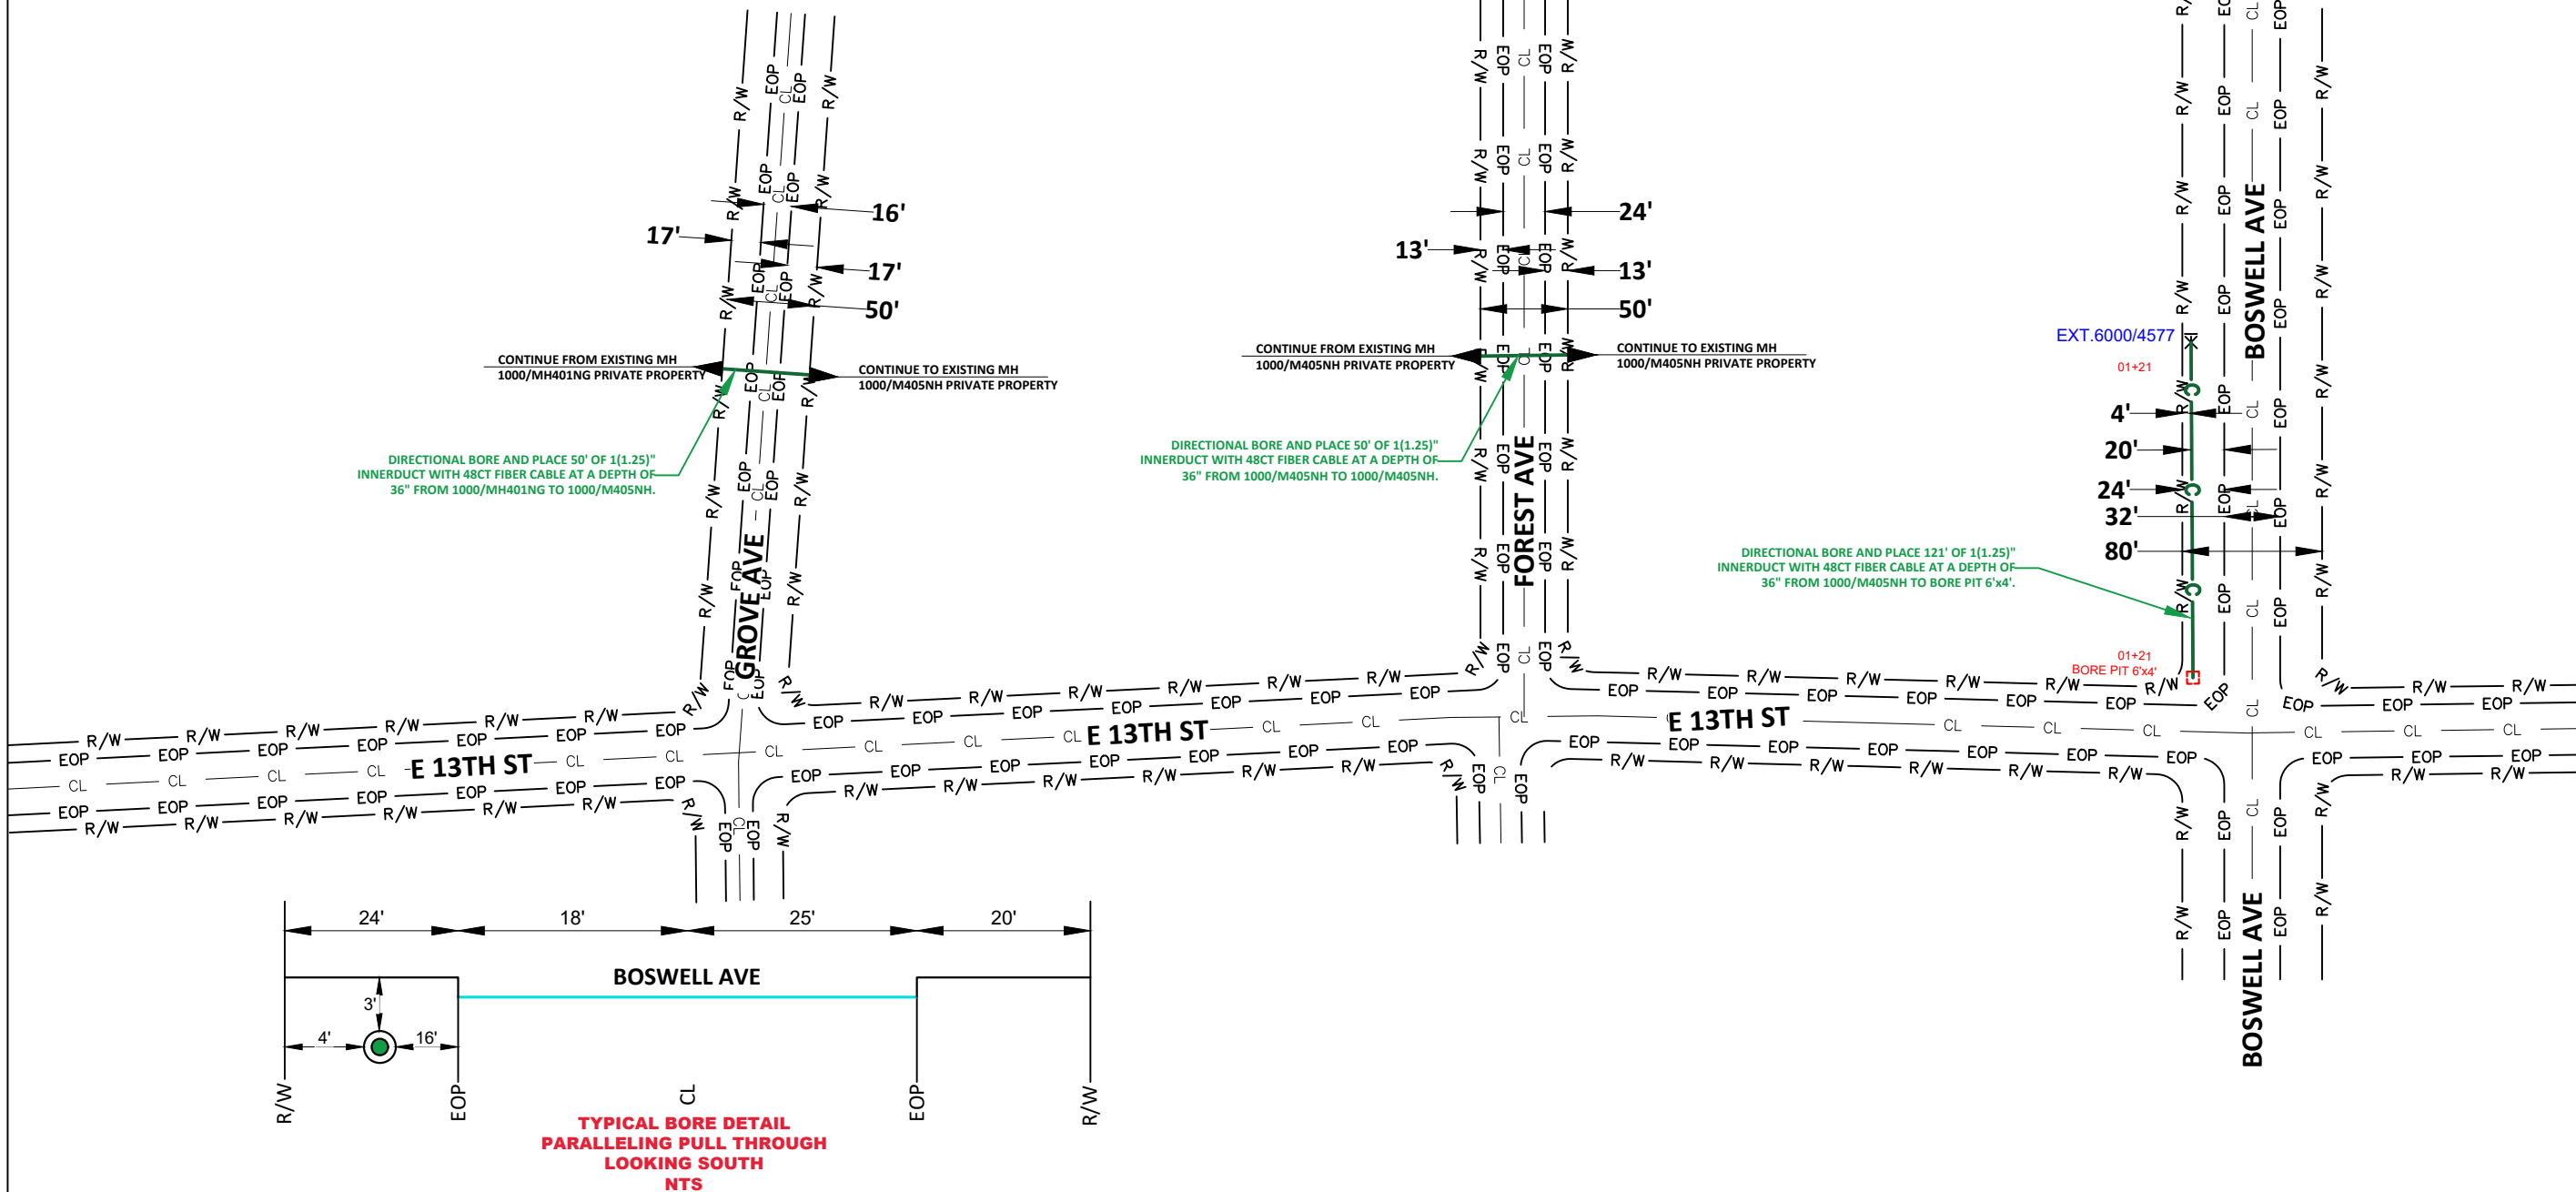 16'
17'
17'
50'
CONTINUE FROM EXISTING MH
1000/MH401NG PRIVATE PROPERTY
CONTINUE TO EXISTING MH
1000/M405NH PRIVATE PROPERTY
DIRECTIONAL BORE AND PLACE 50' OF 1(1.25)"
INNERDUCT WITH 48CT FIBER CABLE AT A DEPTH OF
36" FROM 1000/MH401NG TO 1000/M405NH.
GROVE AVE
24'
13'
13'
50'
CONTINUE FROM EXISTING MH
1000/M405NH PRIVATE PROPERTY
CONTINUE TO EXISTING MH
1000/M405NH PRIVATE PROPERTY
DIRECTIONAL BORE AND PLACE 50' OF 1(1.25)"
INNERDUCT WITH 48CT FIBER CABLE AT A DEPTH OF
36" FROM 1000/M405NH TO 1000/M405NH.
FOREST AVE
BOSWELL AVE
EXT.6000/4577
01+21
4'
20'
24'
32'
80'
C
C
C
DIRECTIONAL BORE AND PLACE 121' OF 1(1.25)"
INNERDUCT WITH 48CT FIBER CABLE AT A DEPTH OF
36" FROM 1000/M405NH TO BORE PIT 6'x4'.
01+21
BORE PIT 6'x4'
R/W
EOP
CL
E 13TH ST
E 13TH ST
E 13TH ST
BOSWELL AVE
24'
18'
25'
20'
BOSWELL AVE
3'
4'
16'
R/W
EOP
CL
EOP
R/W
TYPICAL BORE DETAIL
PARALLELING PULL THROUGH
LOOKING SOUTH
NTS